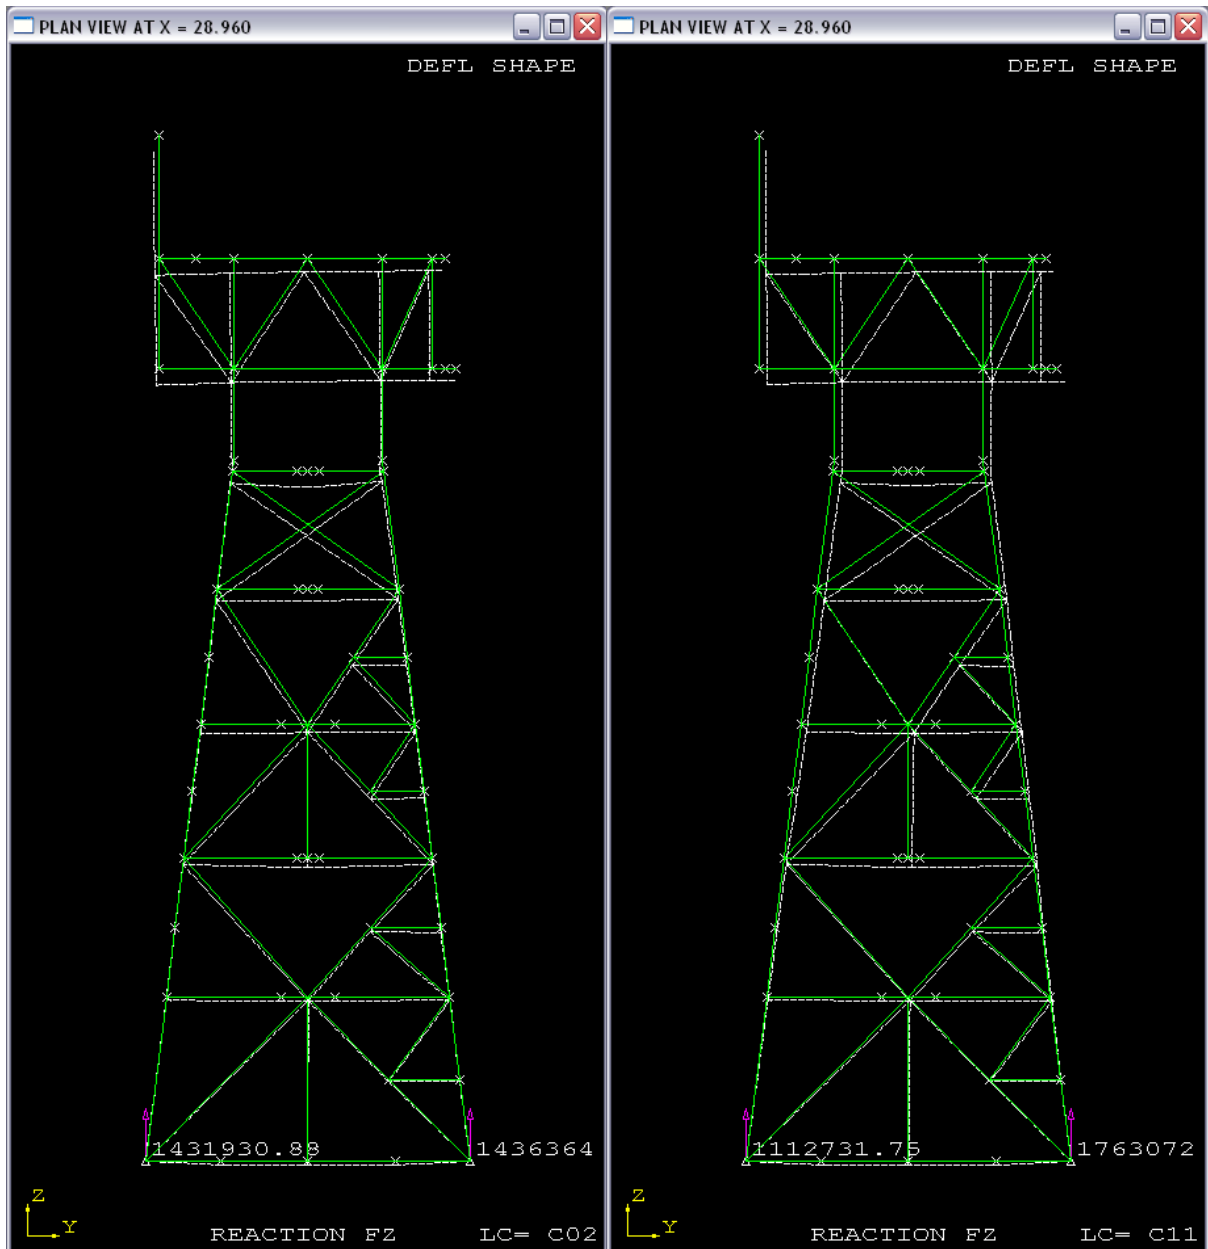 PLAN VIEW AT X = 28.960
DEFL SHAPE
1431930.88
1436364
Z
Y
REACTION FZ
LC= C02
PLAN VIEW AT X = 28.960
DEFL SHAPE
1112731.75
1763072
Z
Y
REACTION FZ
LC= C11